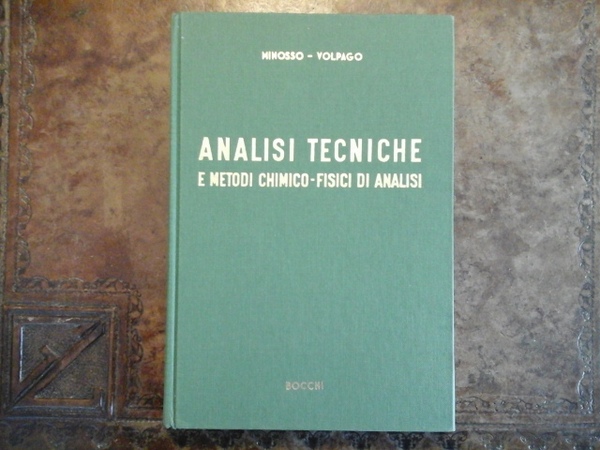 MINOSSO - VOLPAGO
ANALISI TECNICHE
E METODI CHIMICO-FISICI DI ANALISI
BOCCHI